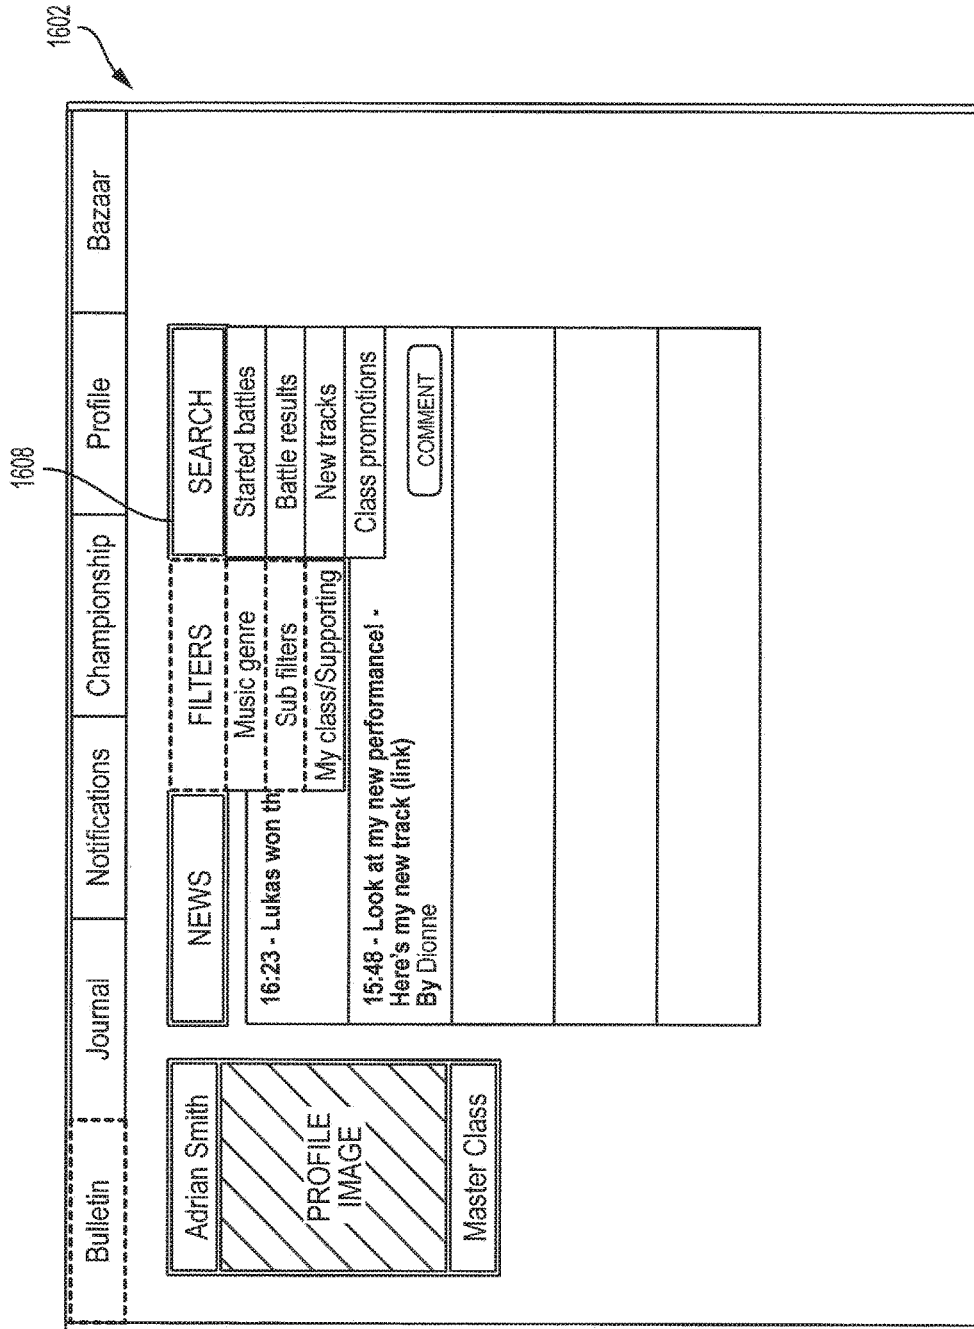 1602
Bulletin
Journal
Notifications
Championship
Profile
Bazaar
1608
Adrian Smith
PROFILE
IMAGE
Master Class
NEWS
FILTERS
SEARCH
Music genre
Sub filters
My class/Supporting
Started battles
Battle results
New tracks
Class promotions
16:23 - Lukas won th
15:48 - Look at my new performance! -
Here's my new track (link)
By Dionne
COMMENT